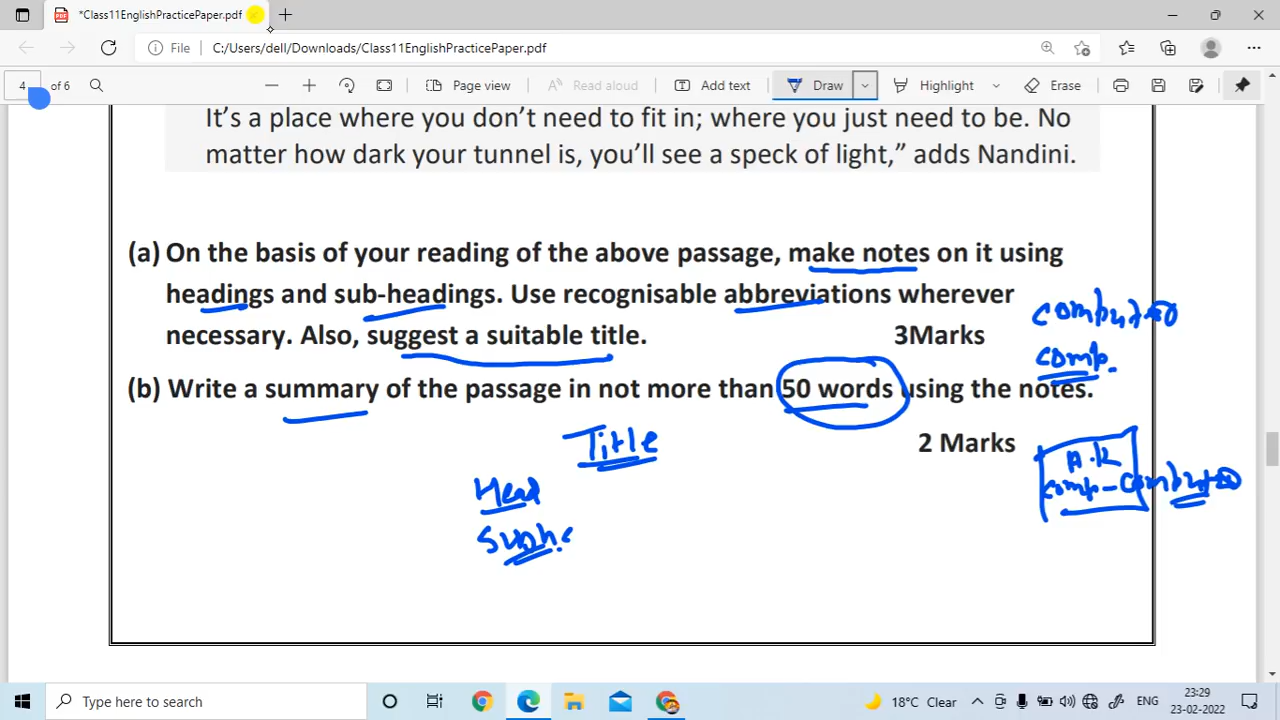 *Class11EnglishPracticePaper.pdf
File C:/Users/dell/Downloads/Class11EnglishPracticePaper.pdf
4 of 6 Page view Read aloud Add text Draw Highlight Erase
It's a place where you don't need to fit in; where you just need to be. No
matter how dark your tunnel is, you'll see a speck of light," adds Nandini.
(a) On the basis of your reading of the above passage, make notes on it using
headings and sub-headings. Use recognisable abbreviations wherever
necessary. Also, suggest a suitable title. 3Marks
comp.
(b) Write a summary of the passage in not more than 50 words using the notes.
2 Marks
Title
Head
A.K
comp-
Type here to search
18°C Clear ENG 23:29
23-02-2022